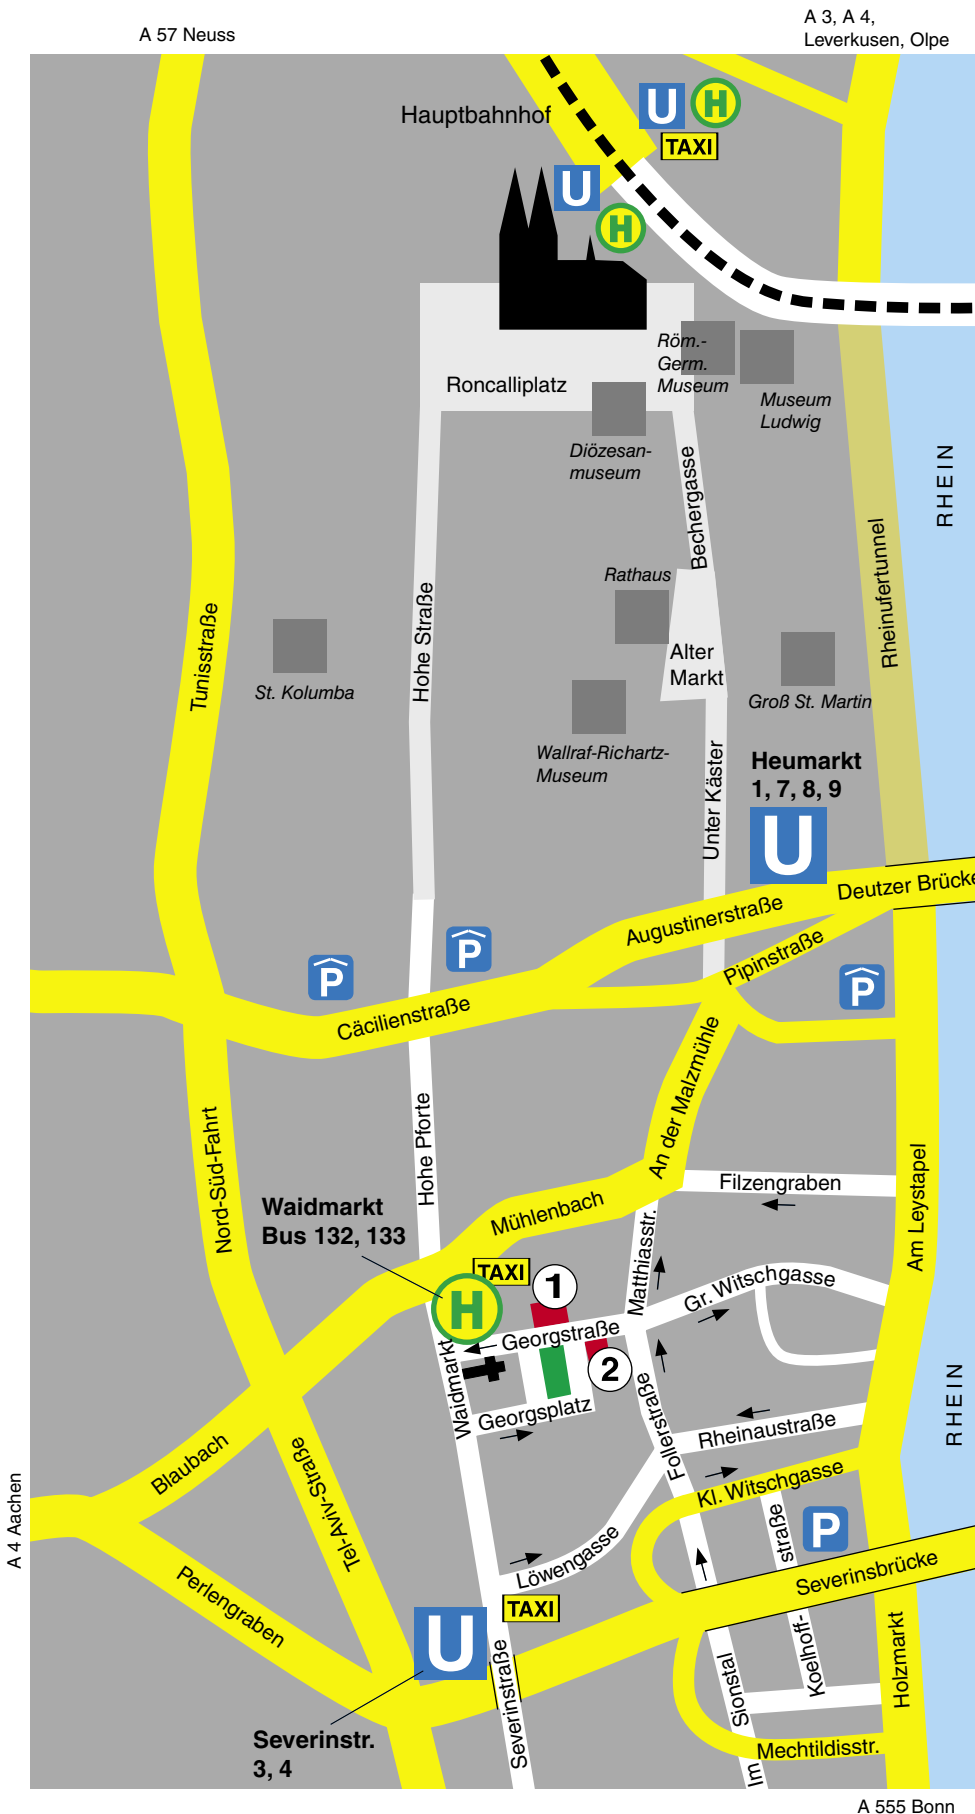 A 57 Neuss
A 3, A 4,
Leverkusen, Olpe
Hauptbahnhof
U
H
TAXI
U
H
Roncalliplatz
Röm.-
Germ.
Museum
Museum
Ludwig
Diözesan-
museum
Bechergasse
RHEIN
Rheinufertunnel
Rathaus
Hohe Straße
Tunisstraße
St. Kolumba
Alter
Markt
Groß St. Martin
Wallraf-Richartz-
Museum
Unter Käster
Heumarkt
1, 7, 8, 9
U
Deutzer Brücke
Augustinerstraße
Pipinstraße
P
P
P
Cäcilienstraße
An der Malzmühle
Hohe Pforte
Nord-Süd-Fahrt
Filzengraben
Am Leystapel
Waidmarkt
Bus 132, 133
Mühlenbach
Matthiasstr.
TAXI
1
H
Gr. Witschgasse
Georgstraße
2
Waidmarkt
Georgsplatz
Follerstraße
Rheinaustraße
RHEIN
Blaubach
Tel-Aviv-Straße
Kl. Witschgasse
A 4 Aachen
P
Löwengasse
Severinsbrücke
Perlengraben
TAXI
U
Koelhoff-
straße
Holzmarkt
Severinstraße
Im Sionstal
Severinstr.
3, 4
Mechtildisstr.
A 555 Bonn